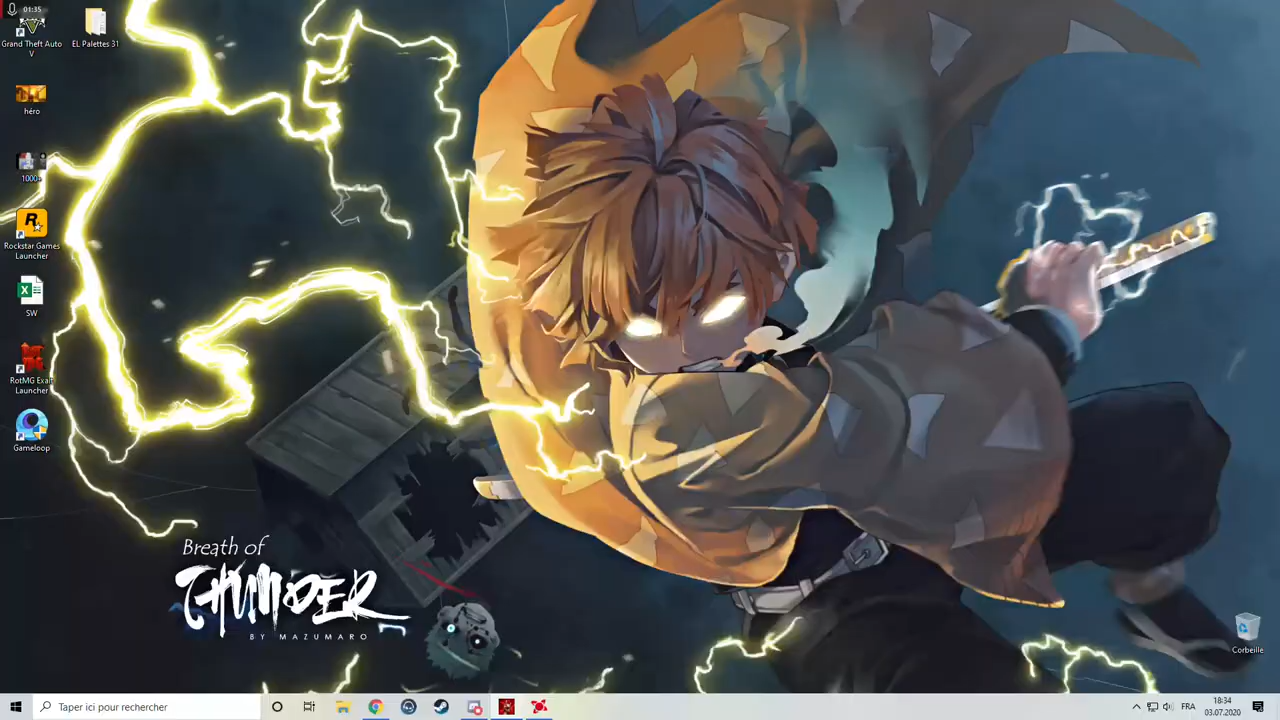 01:35
Grand Theft Auto V
EL Palettes 31
héro
1000+
Rockstar Games Launcher
SW
RotMG Exalt Launcher
Gameloop
Breath of
THUNDER
BY MAZUMARO
Corbeille
Taper ici pour rechercher
FRA
18:34
03.07.2020